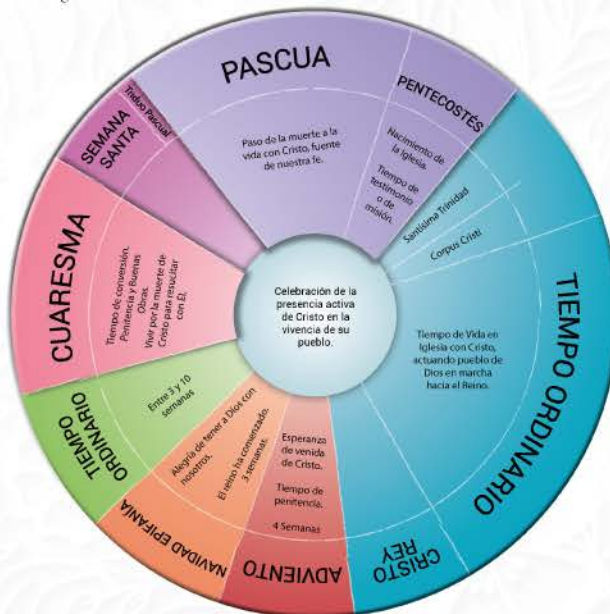 PASCUA
Paso de la muerte a la
vida con Cristo, fuente
de nuestra fe.
PENTECOSTÉS
Nacimiento de
la Iglesia.
Tiempo de
testimonio
o de
misión.
TIEMPO ORDINARIO
Santísima Trinidad
Corpus Cristi
Tiempo de Vida en
Iglesia con Cristo,
actuando pueblo de
Dios en marcha
hacia el Reino.
CRISTO
REY
ADVIENTO
Esperanza
de venida
de Cristo.
Tiempo de
penitencia.
4 Semanas
NAVIDAD EPIFANÍA
Alegría de tener a Dios con
nosotros.
El reino ha comenzado.
3 semanas.
TIEMPO
ORDINARIO
Entre 3 y 10
semanas
CUARESMA
Tiempo de conversión.
Penitencia y Buenas
Obras.
Vivir por la muerte de
Cristo para resucitar
con El.
SEMANA
SANTA
Triduo Pascual
Celebración de la
presencia activa
de Cristo en la
vivencia de su
pueblo.